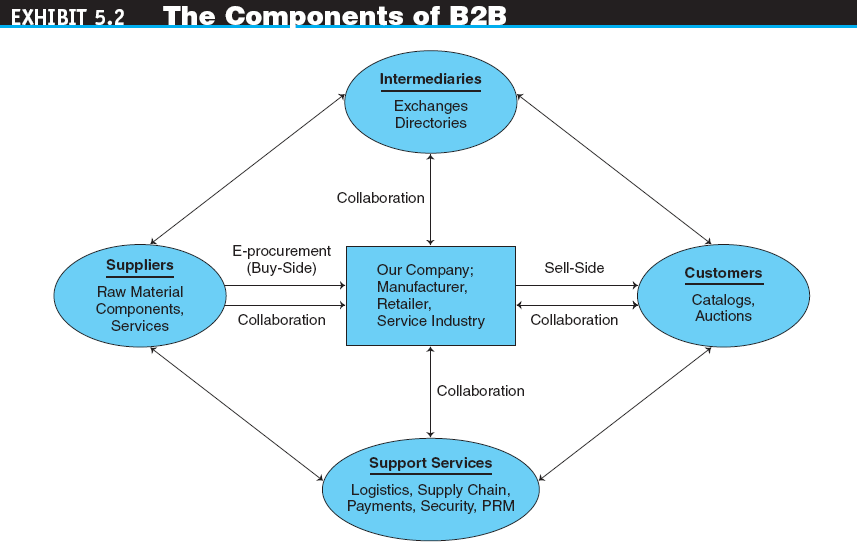 EXHIBIT 5.2 The Components of B2B
Intermediaries
Exchanges
Directories
Collaboration
E-procurement
(Buy-Side)
Suppliers
Raw Material
Components,
Services
Collaboration
Our Company;
Manufacturer,
Retailer,
Service Industry
Sell-Side
Collaboration
Customers
Catalogs,
Auctions
Collaboration
Support Services
Logistics, Supply Chain,
Payments, Security, PRM